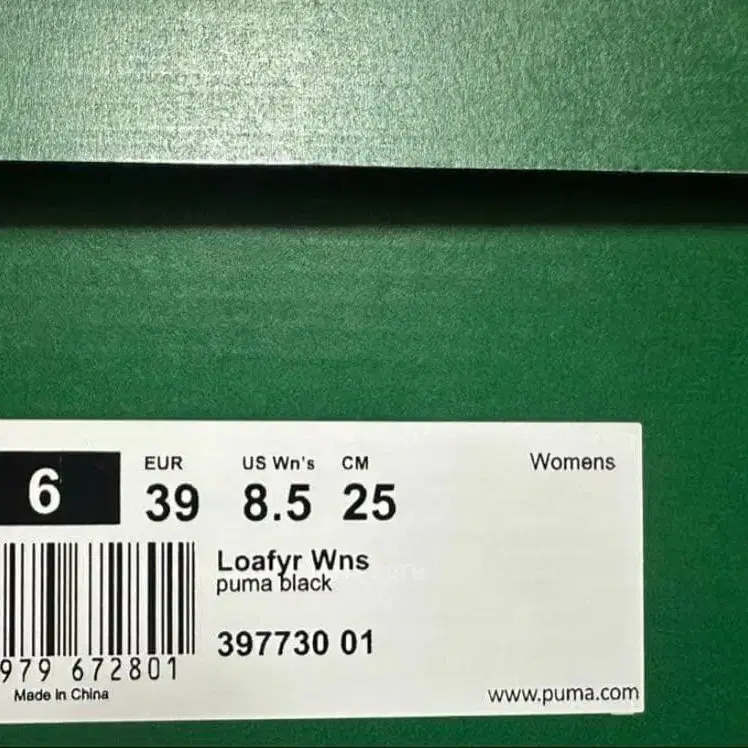 EUR US Wn's CM Womens
6 39 8.5 25
Loafyr Wns
puma black
397730 01
979 672801
Made in China
www.puma.com